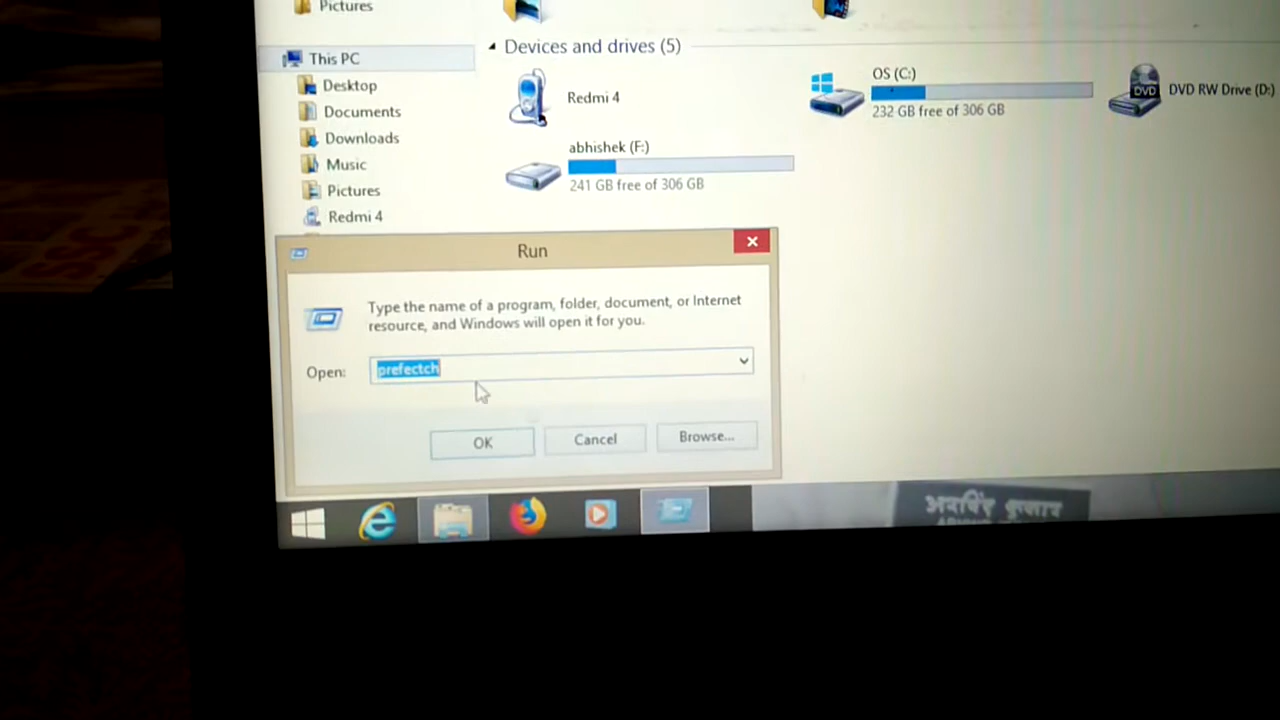 Pictures
This PC
Desktop
Documents
Downloads
Music
Pictures
Redmi 4
Devices and drives (5)
Redmi 4
OS (C:)
232 GB free of 306 GB
DVD
DVD RW Drive (D:)
abhishek (F:)
241 GB free of 306 GB
Run
Type the name of a program, folder, document, or Internet
resource, and Windows will open it for you.
Open:
prefectch
OK
Cancel
Browse...
SSC